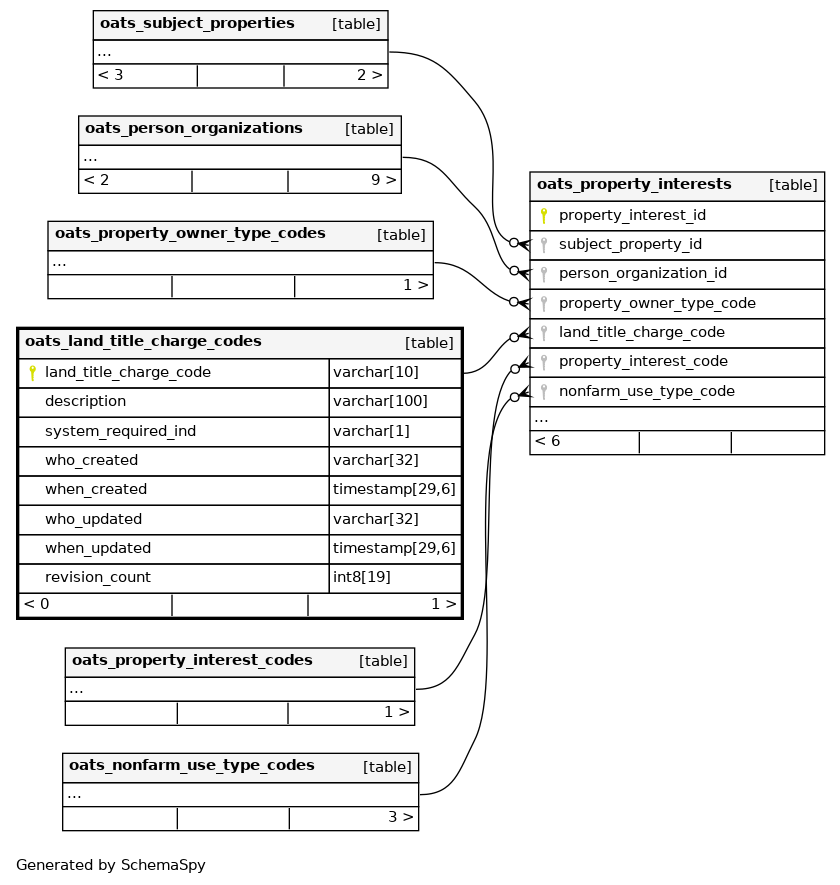 oats_subject_properties [table]
...
< 3 2 >
oats_person_organizations [table]
...
< 2 9 >
oats_property_owner_type_codes [table]
...
1 >
oats_land_title_charge_codes [table]
land_title_charge_code varchar[10]
description varchar[100]
system_required_ind varchar[1]
who_created varchar[32]
when_created timestamp[29,6]
who_updated varchar[32]
when_updated timestamp[29,6]
revision_count int8[19]
< 0 1 >
oats_property_interest_codes [table]
...
1 >
oats_nonfarm_use_type_codes [table]
...
3 >
oats_property_interests [table]
property_interest_id
subject_property_id
person_organization_id
property_owner_type_code
land_title_charge_code
property_interest_code
nonfarm_use_type_code
...
< 6
Generated by SchemaSpy